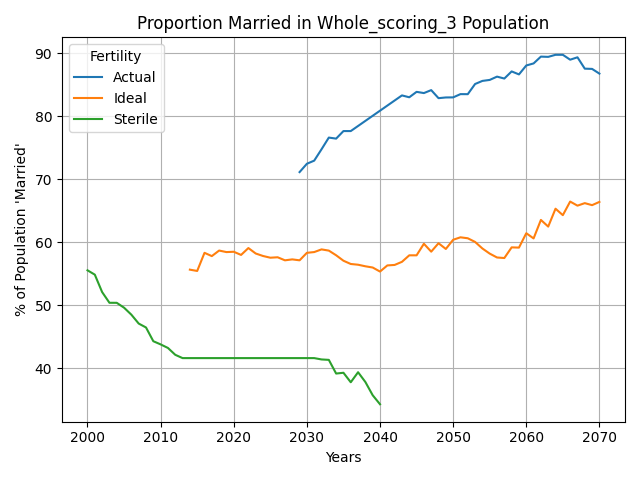 Proportion Married in Whole_scoring_3 Population
% of Population 'Married'
90
80
70
60
50
40
Fertility
Actual
Ideal
Sterile
2000 2010 2020 2030 2040 2050 2060 2070
Years